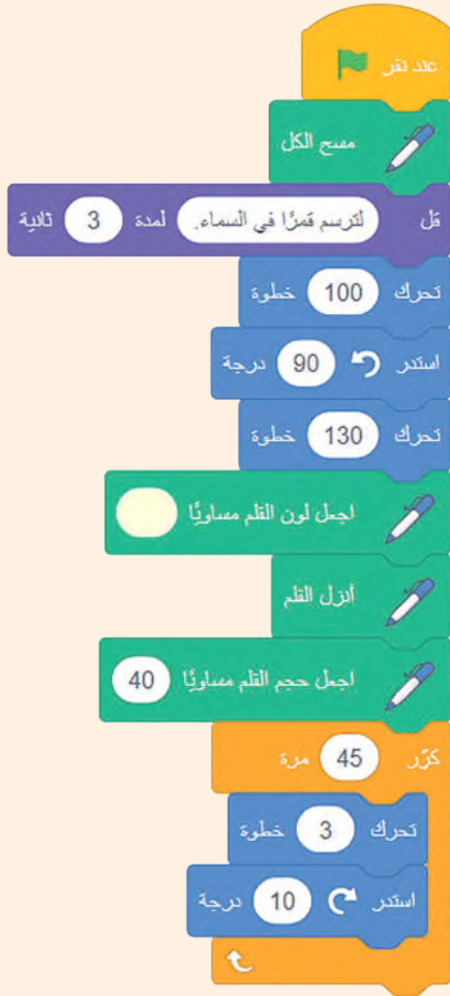 عند نقر
مسح الكل
قل لنرسم قمرًا في السماء. لمدة 3 ثانية
تحرك 100 خطوة
استدر 90 درجة
تحرك 130 خطوة
اجعل لون القلم مساويًا
أنزل القلم
اجعل حجم القلم مساويًا 40
كرّر 45 مرة
تحرك 3 خطوة
استدر 10 درجة